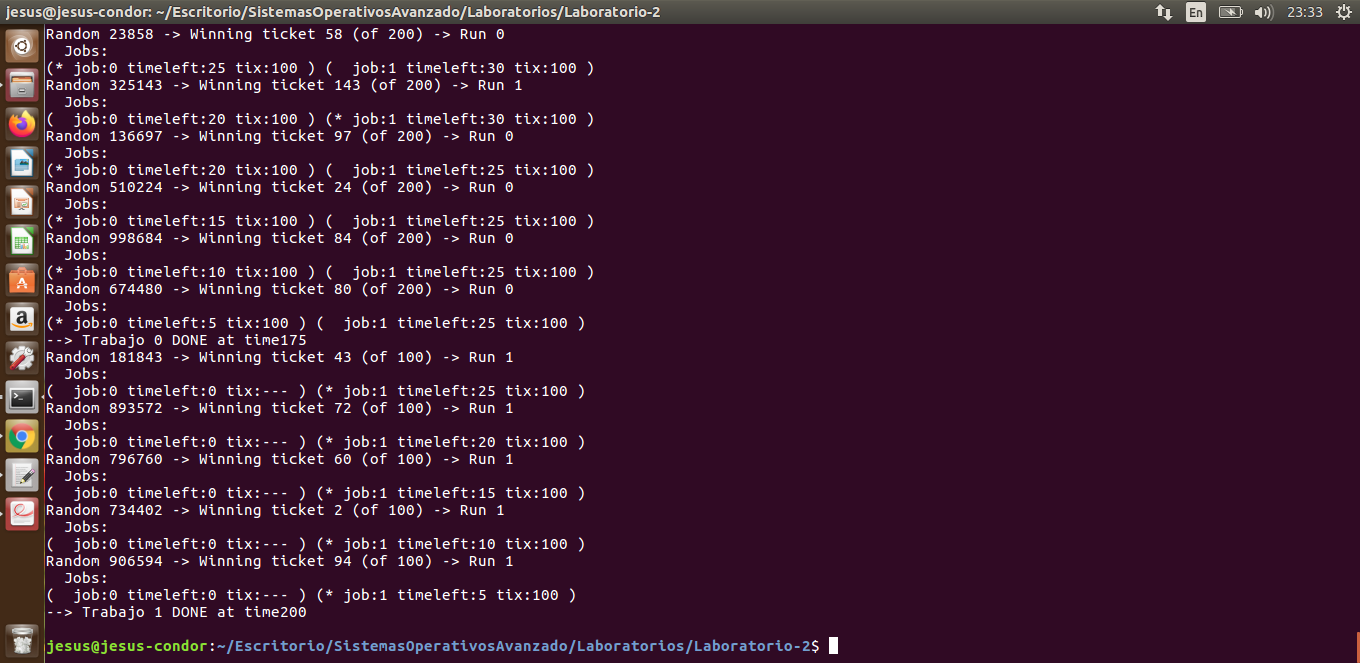 jesus@jesus-condor: ~/Escritorio/SistemasOperativosAvanzado/Laboratorios/Laboratorio-2
En
23:33
Random 23858 -> Winning ticket 58 (of 200) -> Run 0
  Jobs:
(* job:0 timeleft:25 tix:100 ) (  job:1 timeleft:30 tix:100 )
Random 325143 -> Winning ticket 143 (of 200) -> Run 1
  Jobs:
(  job:0 timeleft:20 tix:100 ) (* job:1 timeleft:30 tix:100 )
Random 136697 -> Winning ticket 97 (of 200) -> Run 0
  Jobs:
(* job:0 timeleft:20 tix:100 ) (  job:1 timeleft:25 tix:100 )
Random 510224 -> Winning ticket 24 (of 200) -> Run 0
  Jobs:
(* job:0 timeleft:15 tix:100 ) (  job:1 timeleft:25 tix:100 )
Random 998684 -> Winning ticket 84 (of 200) -> Run 0
  Jobs:
(* job:0 timeleft:10 tix:100 ) (  job:1 timeleft:25 tix:100 )
Random 674480 -> Winning ticket 80 (of 200) -> Run 0
  Jobs:
(* job:0 timeleft:5 tix:100 ) (  job:1 timeleft:25 tix:100 )
--> Trabajo 0 DONE at time175
Random 181843 -> Winning ticket 43 (of 100) -> Run 1
  Jobs:
(  job:0 timeleft:0 tix:--- ) (* job:1 timeleft:25 tix:100 )
Random 893572 -> Winning ticket 72 (of 100) -> Run 1
  Jobs:
(  job:0 timeleft:0 tix:--- ) (* job:1 timeleft:20 tix:100 )
Random 796760 -> Winning ticket 60 (of 100) -> Run 1
  Jobs:
(  job:0 timeleft:0 tix:--- ) (* job:1 timeleft:15 tix:100 )
Random 734402 -> Winning ticket 2 (of 100) -> Run 1
  Jobs:
(  job:0 timeleft:0 tix:--- ) (* job:1 timeleft:10 tix:100 )
Random 906594 -> Winning ticket 94 (of 100) -> Run 1
  Jobs:
(  job:0 timeleft:0 tix:--- ) (* job:1 timeleft:5 tix:100 )
--> Trabajo 1 DONE at time200
jesus@jesus-condor:~/Escritorio/SistemasOperativosAvanzado/Laboratorios/Laboratorio-2$